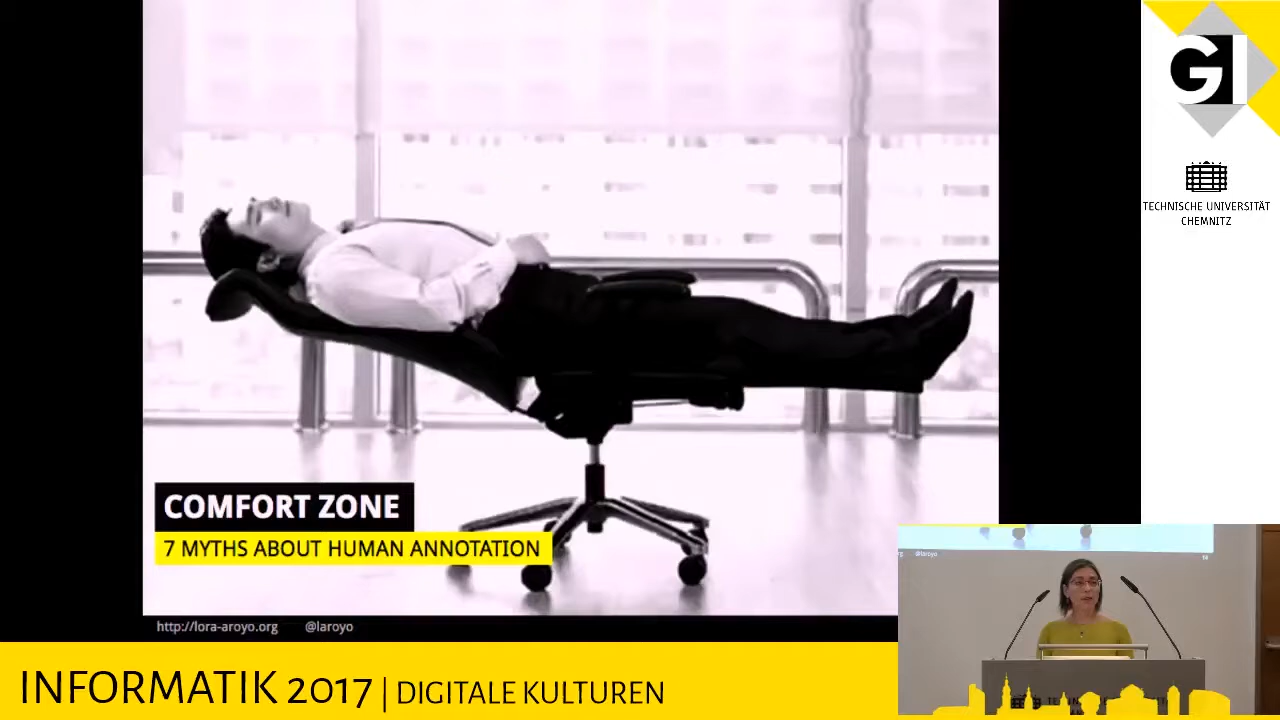 COMFORT ZONE
7 MYTHS ABOUT HUMAN ANNOTATION
http://lora-aroyo.org @laroyo
GI
TECHNISCHE UNIVERSITÄT
CHEMNITZ
@laroyo
INFORMATIK 2017 | DIGITALE KULTUREN